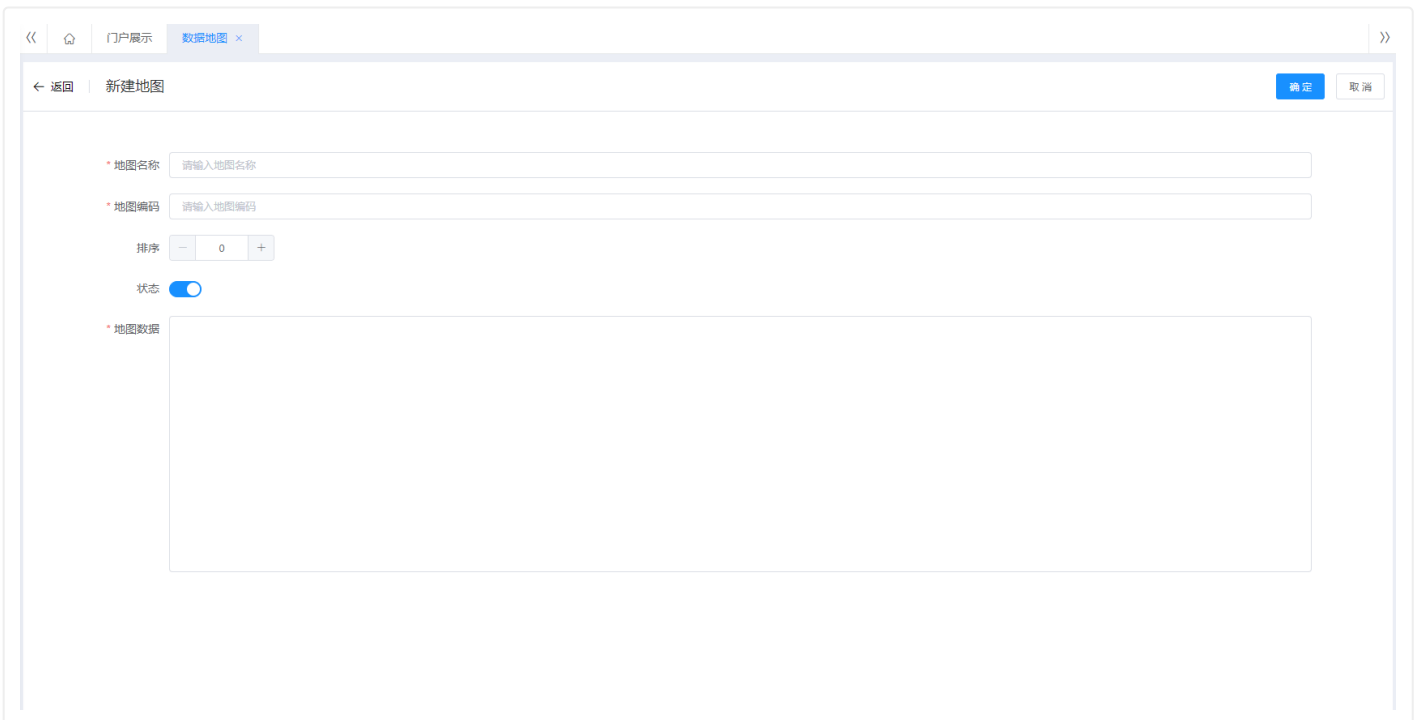 门户展示 数据地图
返回 新建地图 确定 取消
* 地图名称 请输入地图名称
* 地图编码 请输入地图编码
排序 0
状态
* 地图数据